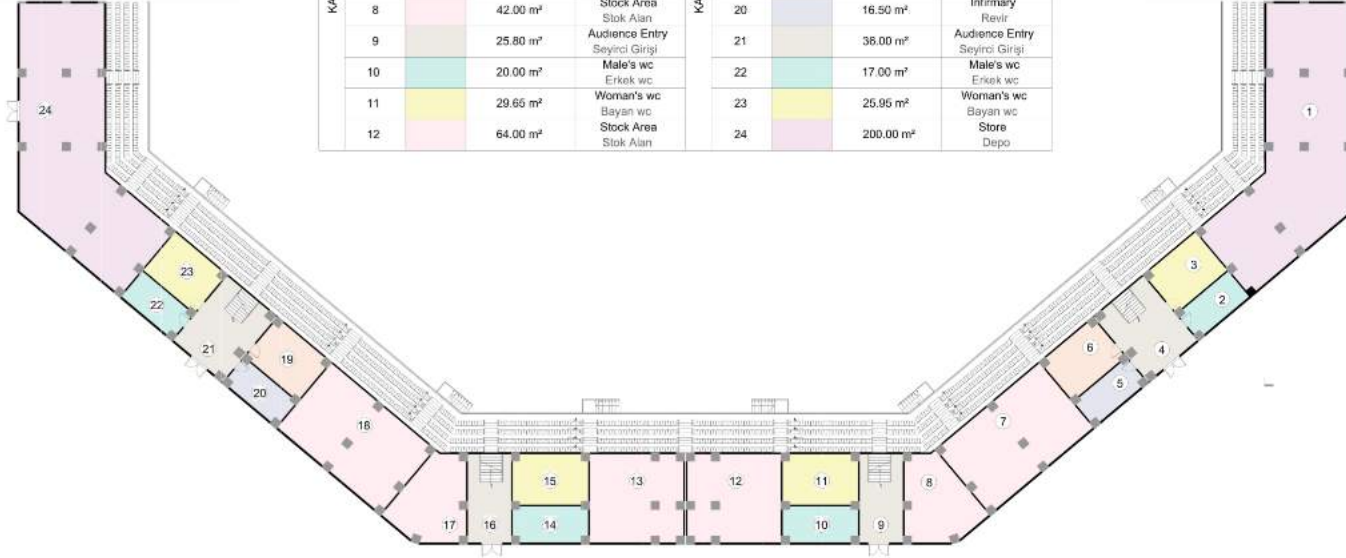 KA
8 42.00 m² Stock Area
Stok Alan
9 25.80 m² Audience Entry
Seyirci Girişi
10 20.00 m² Male's wc
Erkek wc
11 29.65 m² Woman's wc
Bayan wc
12 64.00 m² Stock Area
Stok Alan
KA
20 16.50 m² Infirmary
Revir
21 36.00 m² Audience Entry
Seyirci Girişi
22 17.00 m² Male's wc
Erkek wc
23 25.95 m² Woman's wc
Bayan wc
24 200.00 m² Store
Depo
24
1
23
3
22
2
21
4
19
6
20
5
18
7
15
13
12
11
8
17
16
14
10
9